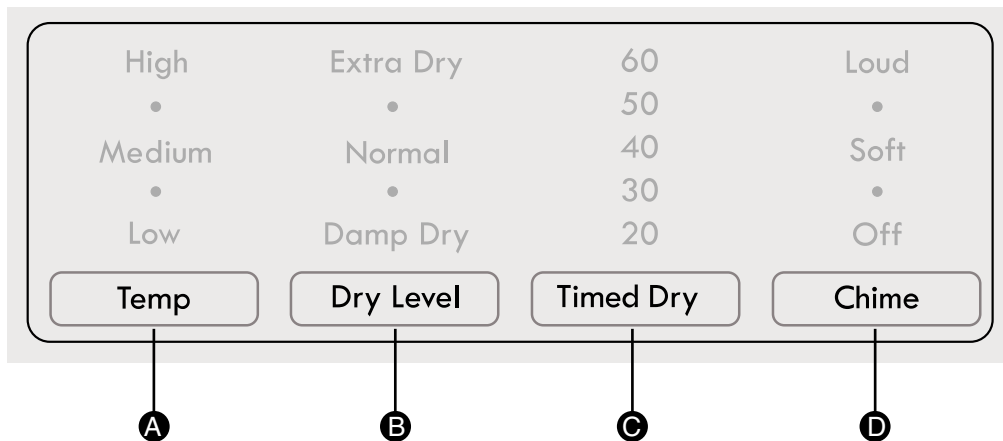 High Extra Dry 60 Loud
• • 50 •
Medium Normal 40 Soft
• • 30 •
Low Damp Dry 20 Off
Temp Dry Level Timed Dry Chime
A B C D